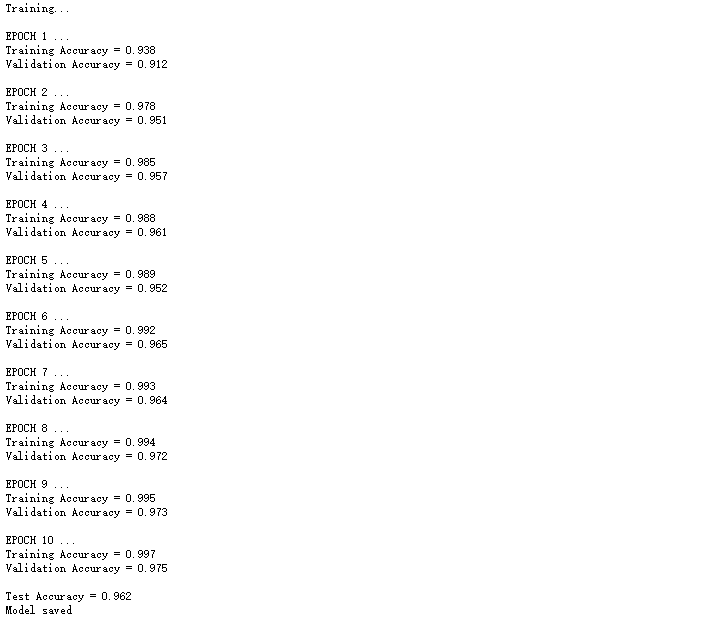 Training...
EPOCH 1 ...
Training Accuracy = 0.938
Validation Accuracy = 0.912
EPOCH 2 ...
Training Accuracy = 0.978
Validation Accuracy = 0.951
EPOCH 3 ...
Training Accuracy = 0.985
Validation Accuracy = 0.957
EPOCH 4 ...
Training Accuracy = 0.988
Validation Accuracy = 0.961
EPOCH 5 ...
Training Accuracy = 0.989
Validation Accuracy = 0.952
EPOCH 6 ...
Training Accuracy = 0.992
Validation Accuracy = 0.965
EPOCH 7 ...
Training Accuracy = 0.993
Validation Accuracy = 0.964
EPOCH 8 ...
Training Accuracy = 0.994
Validation Accuracy = 0.972
EPOCH 9 ...
Training Accuracy = 0.995
Validation Accuracy = 0.973
EPOCH 10 ...
Training Accuracy = 0.997
Validation Accuracy = 0.975
Test Accuracy = 0.962
Model saved